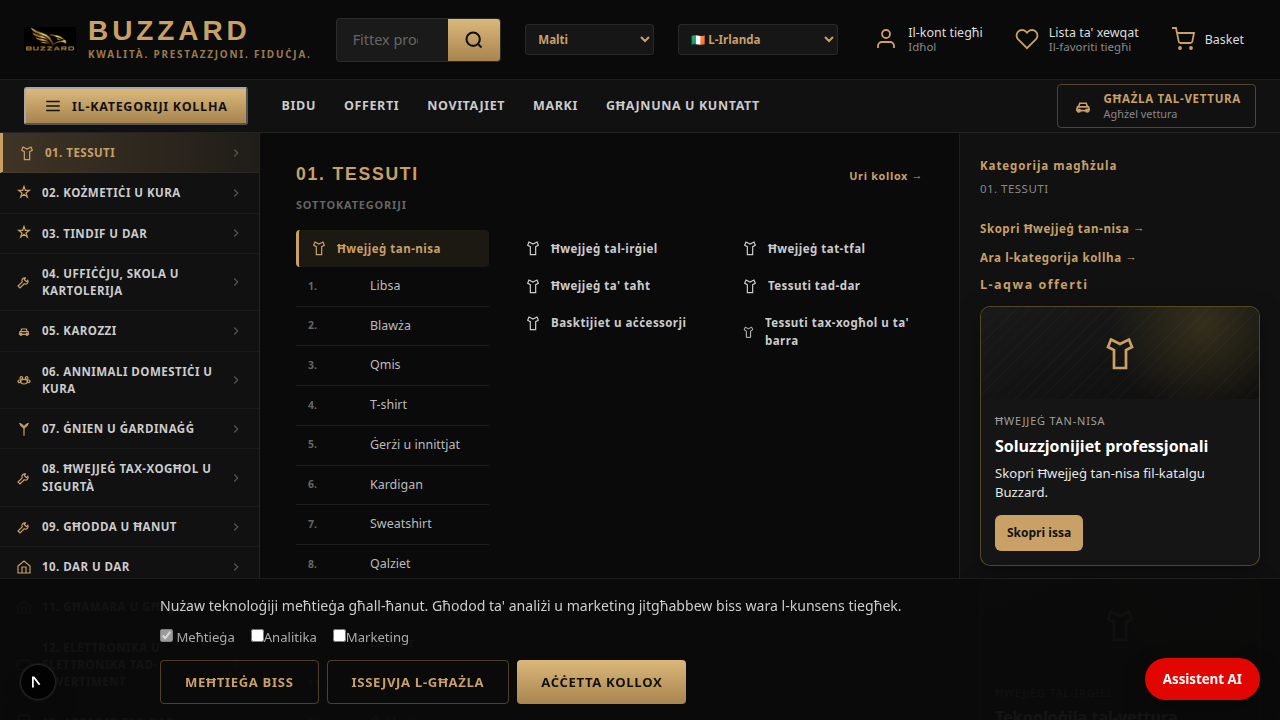 BUZZARD
BUZZARD
KWALITÀ. PRESTAZZJONI. FIDUĊJA.
Fittex pro
Malti
L-Irlanda
Il-kont tiegħi
Idħol
Lista ta' xewqat
Il-favoriti tiegħi
Basket
IL-KATEGORIJI KOLLHA
BIDU
OFFERTI
NOVITAJIET
MARKI
GĦAJNUNA U KUNTATT
GĦAŻLA TAL-VETTURA
Agħżel vettura
01. TESSUTI
02. KOŻMETIĊI U KURA
03. TINDIF U DAR
04. UFFIĊĊJU, SKOLA U
KARTOLERIJA
05. KAROZZI
06. ANNIMALI DOMESTIĊI U
KURA
07. ĠNIEN U ĠARDINAĠĠ
08. ĦWEJJEĠ TAX-XOGĦOL U
SIGURTÀ
09. GĦODDA U ĦANUT
10. DAR U DAR
01. TESSUTI
Uri kollox →
SOTTOKATEGORIJI
Ħwejjeġ tan-nisa
Ħwejjeġ tal-irġiel
Ħwejjeġ tat-tfal
Ħwejjeġ ta' taħt
Tessuti tad-dar
Basktijiet u aċċessorji
Tessuti tax-xogħol u ta'
barra
1. Libsa
2. Blawża
3. Qmis
4. T-shirt
5. Ġerżi u innittjat
6. Kardigan
7. Sweatshirt
8. Qalziet
Kategorija magħżula
01. TESSUTI
Skopri Ħwejjeġ tan-nisa →
Ara l-kategorija kollha →
L-aqwa offerti
ĦWEJJEĠ TAN-NISA
Soluzzjonijiet professjonali
Skopri Ħwejjeġ tan-nisa fil-katalgu
Buzzard.
Skopri issa
Nużaw teknoloġiji meħtieġa għall-ħanut. Għodod ta' analiżi u marketing jitgħabbew biss wara l-kunsens tiegħek.
Meħtieġa
Analitika
Marketing
MEĦTIEĠA BISS
ISSEJVJA L-GĦAŻLA
AĊĊETTA KOLLOX
Assistent AI